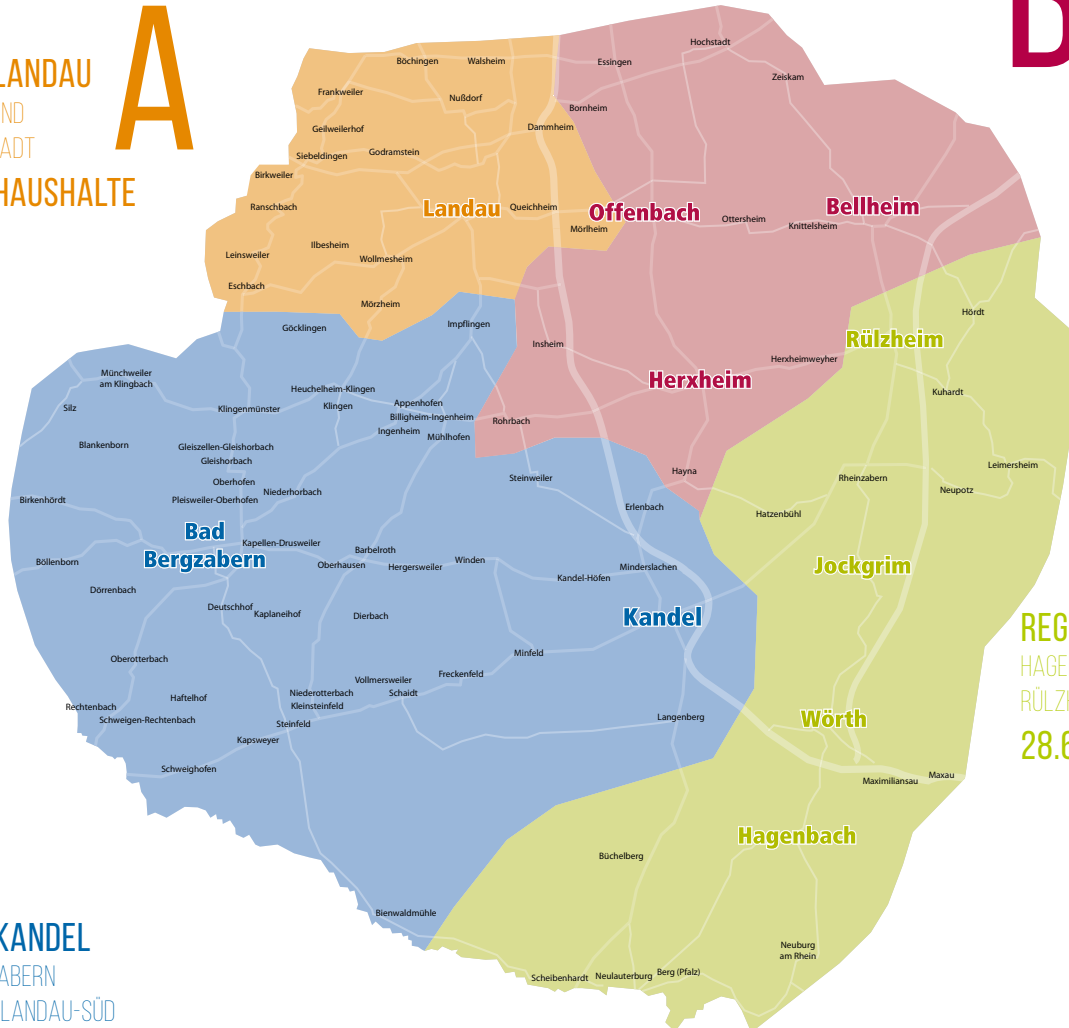 LANDAU
ND
ADT
HAUSHALTE
A
D
Böchingen
Walsheim
Essingen
Hochstadt
Zeiskam
Frankweiler
Nußdorf
Bornheim
Geilweilerhof
Dammheim
Siebeldingen
Godramstein
Birkweiler
Ranschbach
Landau
Queichheim
Offenbach
Mörlheim
Ottersheim
Knittelsheim
Bellheim
Leinsweiler
Ilbesheim
Wollmesheim
Eschbach
Mörzheim
Göcklingen
Impflingen
Insheim
Hördt
Rülzheim
Herxheimweyher
Herxheim
Münchweiler
am Klingbach
Silz
Heuchelheim-Klingen
Klingenmünster
Klingen
Appenhofen
Billigheim-Ingenheim
Ingenheim
Mühlhofen
Rohrbach
Kuhardt
Blankenborn
Gleiszellen-Gleishorbach
Gleishorbach
Oberhofen
Niederhorbach
Pleisweiler-Oberhofen
Birkenhördt
Steinweiler
Hayna
Erlenbach
Hatzenbühl
Rheinzabern
Neupotz
Leimersheim
Bad
Bergzabern
Kapellen-Drusweiler
Böllenborn
Barbelroth
Oberhausen
Hergersweiler
Winden
Kandel-Höfen
Minderslachen
Jockgrim
Dörrenbach
Deutschhof
Kaplaneihof
Dierbach
Kandel
Oberotterbach
Minfeld
Freckenfeld
Vollmersweiler
Schaidt
Niederotterbach
Kleinsteinfeld
Haftelhof
Rechtenbach
Schweigen-Rechtenbach
Steinfeld
Kapsweyer
Schweighofen
Langenberg
Wörth
Maximiliansau
Maxau
Hagenbach
Büchelberg
Bienwaldmühle
Neuburg
am Rhein
Scheibenhardt
Neulauterburg
Berg (Pfalz)
REG
HAGE
RÜLZH
28.6
KANDEL
ABERN
LANDAU-SÜD